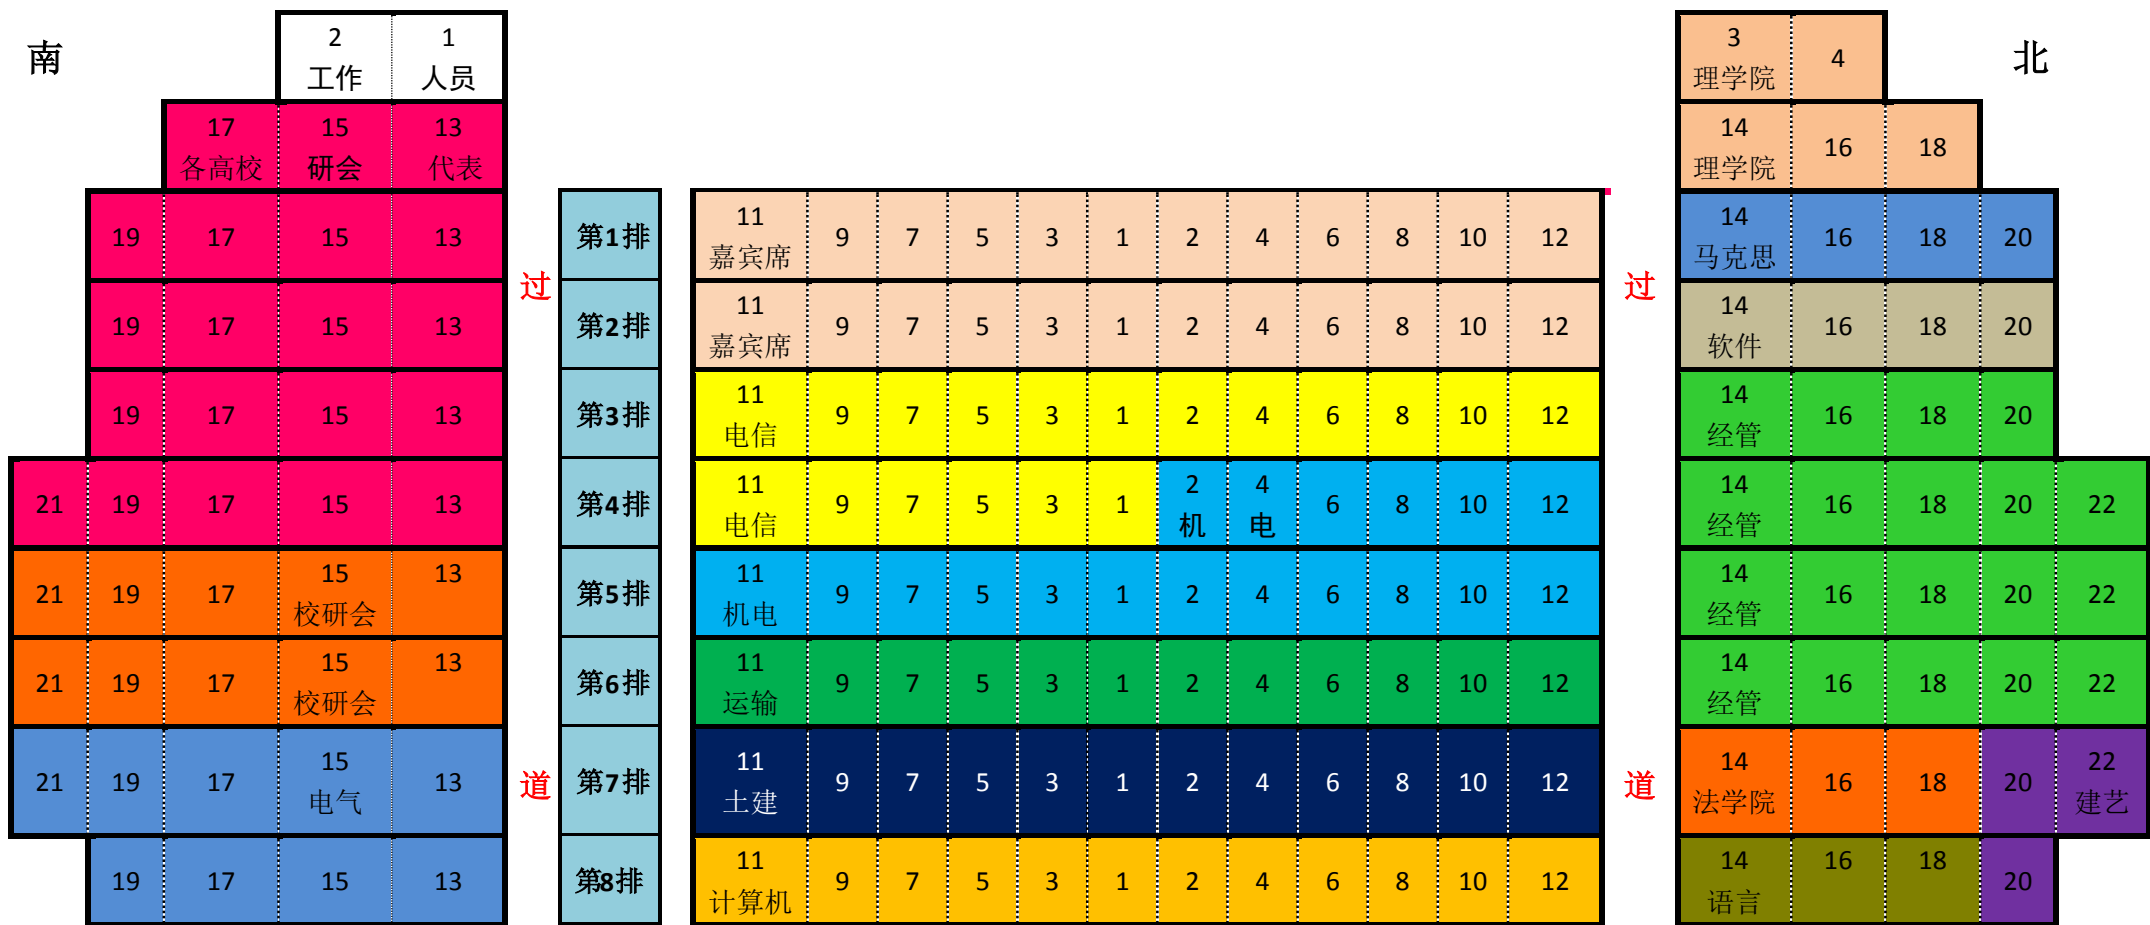 南 2 1 3 4 北
工作 人员 理学院
17 15 13 14 16 18
各高校 研会 代表 理学院
19 17 15 13 第1排 11 9 7 5 3 1 2 4 6 8 10 12 14 16 18 20
嘉宾席 马克思
过 过
19 17 15 13 第2排 11 9 7 5 3 1 2 4 6 8 10 12 14 16 18 20
嘉宾席 软件
19 17 15 13 第3排 11 9 7 5 3 1 2 4 6 8 10 12 14 16 18 20
电信 经管
21 19 17 15 13 第4排 11 9 7 5 3 1 2 4 6 8 10 12 14 16 18 20 22
电信 机 电 经管
21 19 17 15 13 第5排 11 9 7 5 3 1 2 4 6 8 10 12 14 16 18 20 22
校研会 机电 经管
21 19 17 15 13 第6排 11 9 7 5 3 1 2 4 6 8 10 12 14 16 18 20 22
校研会 运输 经管
21 19 17 15 13 道 第7排 11 9 7 5 3 1 2 4 6 8 10 12 道 14 16 18 20 22
电气 土建 法学院 建艺
19 17 15 13 第8排 11 9 7 5 3 1 2 4 6 8 10 12 14 16 18 20
计算机 语言